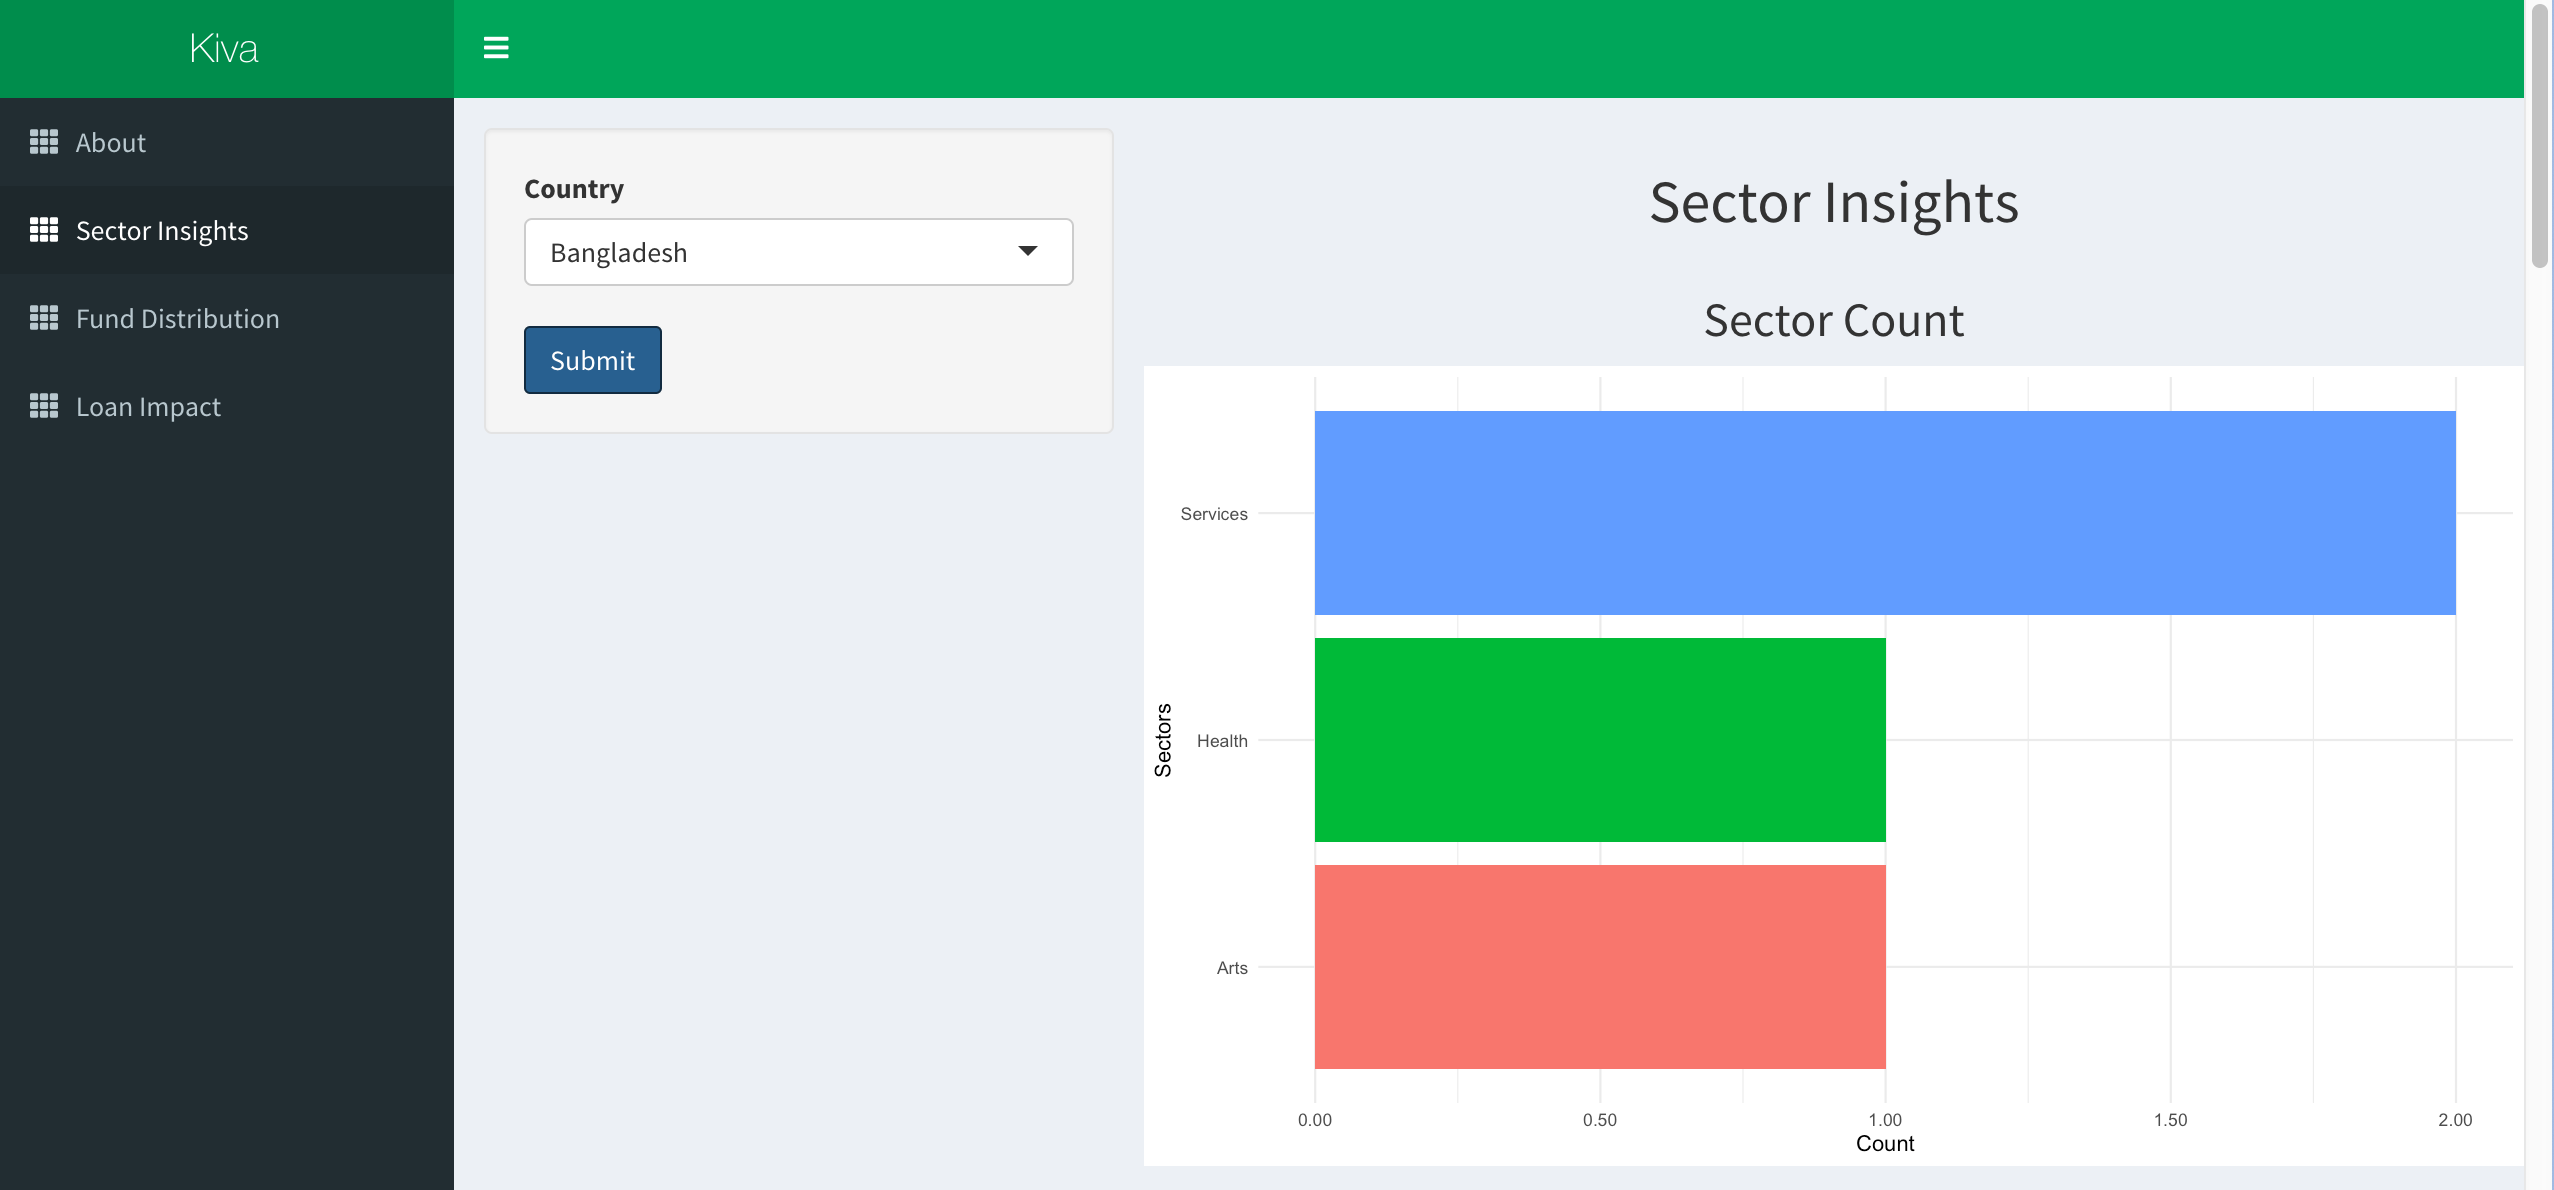 Kiva
About
Sector Insights
Fund Distribution
Loan Impact
Country
Bangladesh
Submit
Sector Insights
Sector Count
Sectors
Services
Health
Arts
0.00 0.50 1.00 1.50 2.00
Count